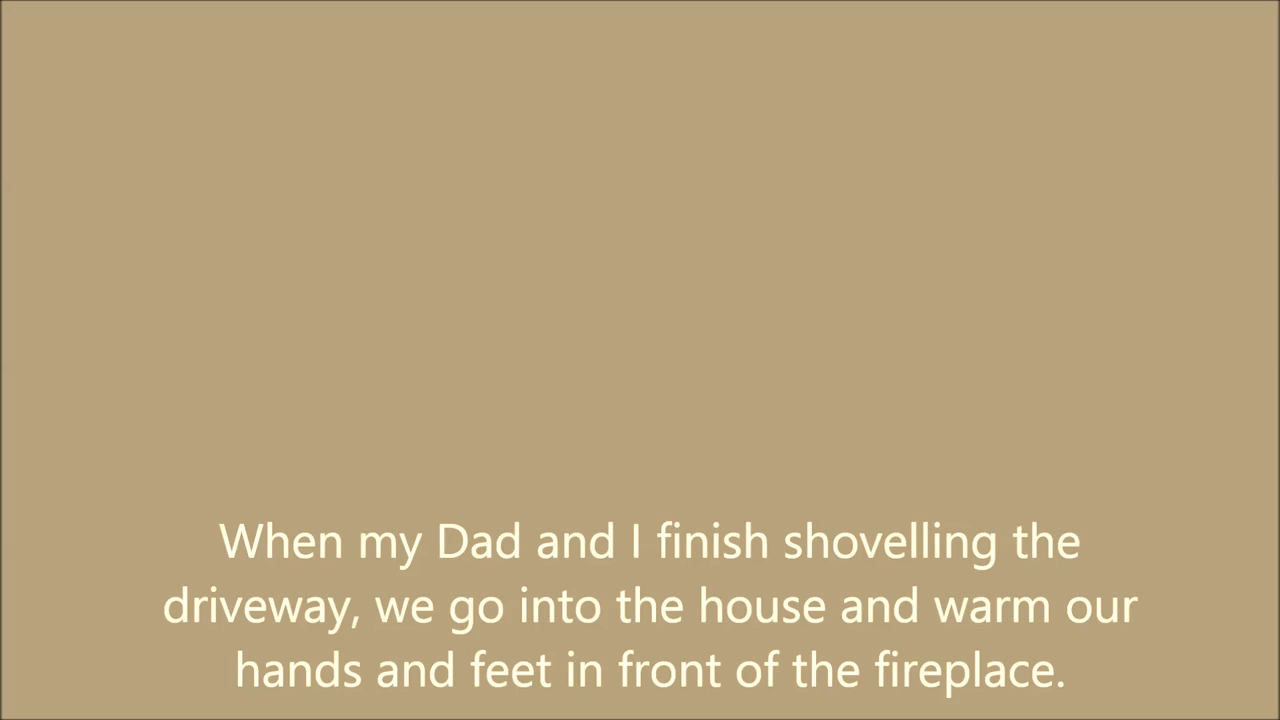 When my Dad and I finish shovelling the
driveway, we go into the house and warm our
hands and feet in front of the fireplace.